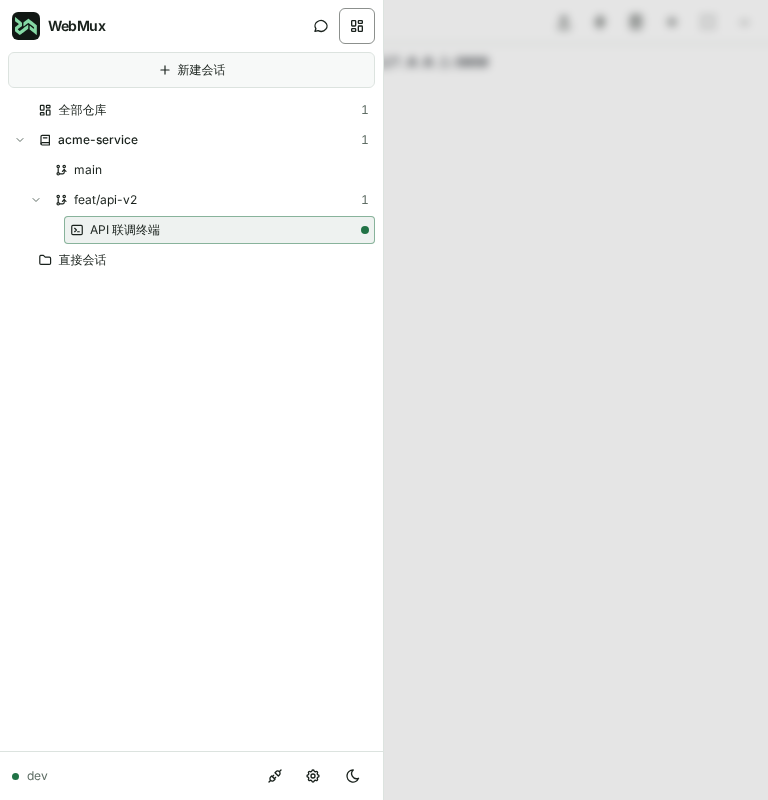 WebMux
新建会话
全部仓库 1
acme-service 1
main
feat/api-v2 1
API 联调终端
直接会话
dev